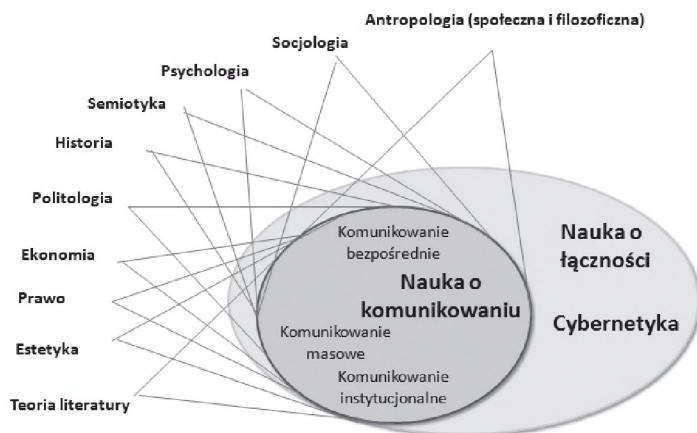 Antropologia (społeczna i filozoficzna)
Socjologia
Psychologia
Semiotyka
Historia
Politologia
Ekonomia
Prawo
Estetyka
Teoria literatury
Komunikowanie
bezpośrednie
Nauka o
komunikowaniu
Komunikowanie
masowe
Komunikowanie
instytucjonalne
Nauka o
łączności
Cybernetyka